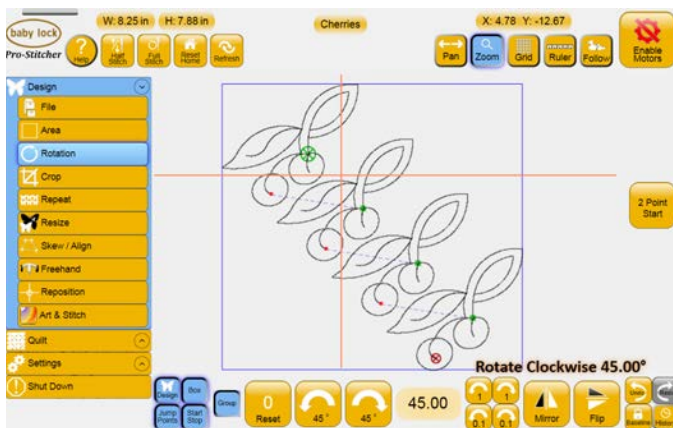 baby lock
Pro-Stitcher
W: 8.25 in H: 7.88 in
Cherries
X: 4.78 Y: -12.67
?
Help
Half Stitch
Full Stitch
Reset Home
Refresh
Pan
Zoom
Grid
Ruler
Follow
Enable Motors
Design
File
Area
Rotation
Crop
Repeat
Resize
Skew / Align
Freehand
Reposition
Art & Stitch
Quilt
Settings
Shut Down
2 Point Start
Rotate Clockwise 45.00°
Design
Box
Jump Points
Start Stop
Group
0
Reset
45°
45°
45.00
1
1
0.1
0.1
Mirror
Flip
Undo
Baseline